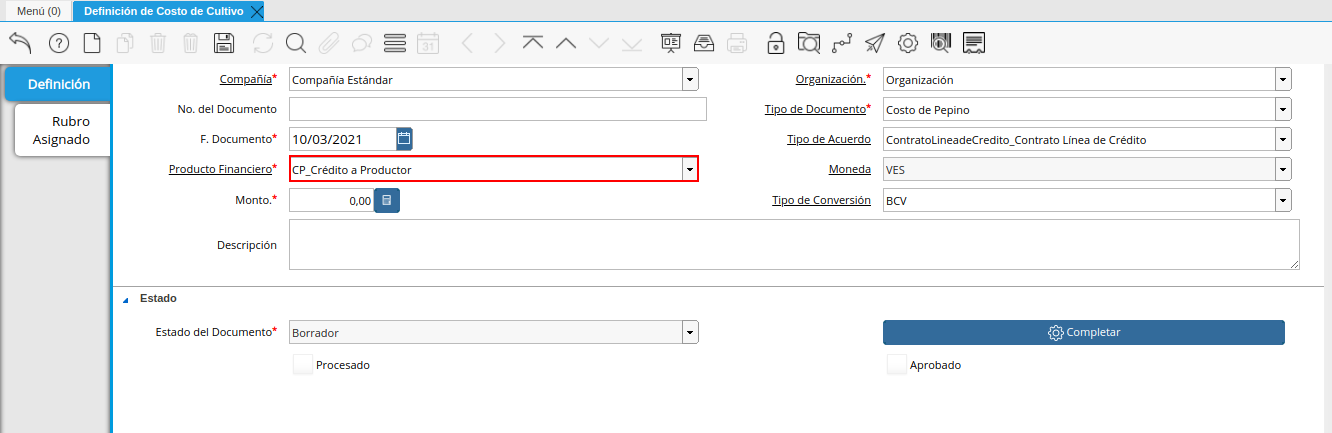 Menú (0) Definición de Costo de Cultivo
31
Definición
Rubro
Asignado
Compañía* Compañía Estándar Organización.* Organización
No. del Documento Tipo de Documento* Costo de Pepino
F. Documento* 10/03/2021 Tipo de Acuerdo ContratoLineadeCredito_Contrato Línea de Crédito
Producto Financiero* CP_Crédito a Productor Moneda VES
Monto.* 0,00 Tipo de Conversión BCV
Descripción
Estado
Estado del Documento* Borrador Completar
Procesado Aprobado